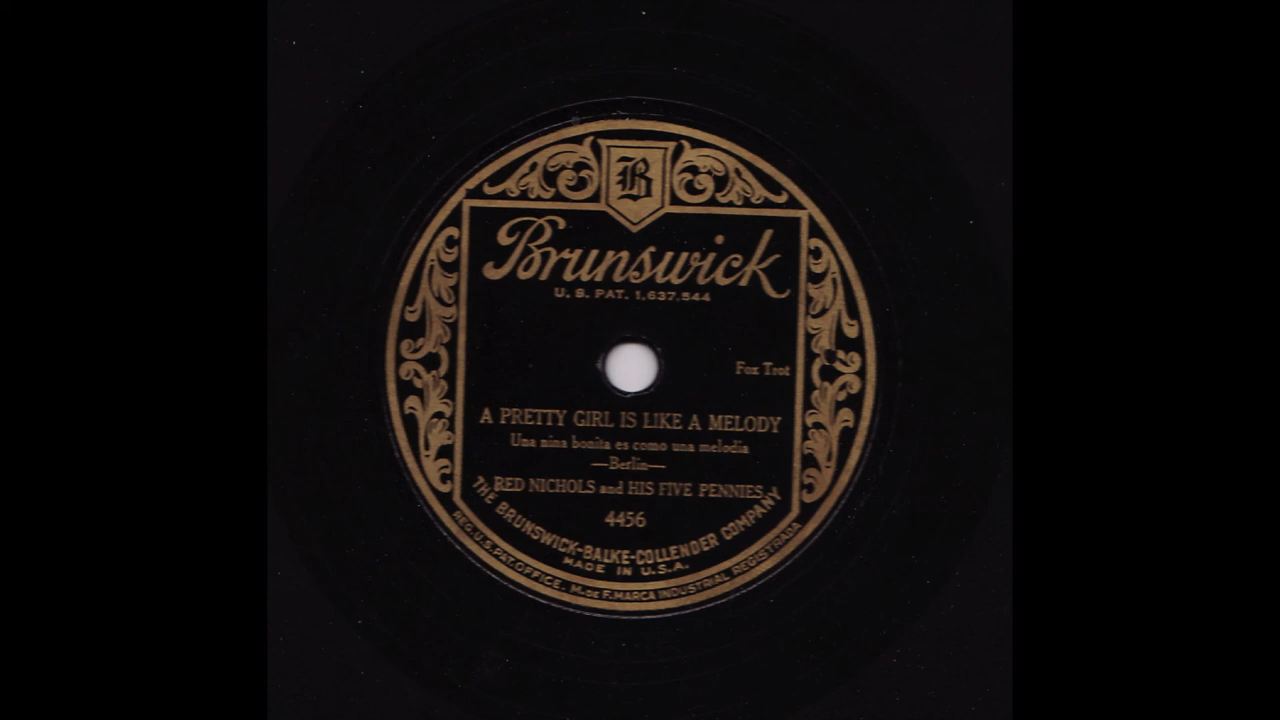 B
Brunswick
U. S. PAT. 1,637,544
Fox Trot
A PRETTY GIRL IS LIKE A MELODY
Una nina bonita es como una melodia
—Berlin—
RED NICHOLS and HIS FIVE PENNIES
4456
THE BRUNSWICK-BALKE-COLLENDER COMPANY
MADE IN U.S.A.
REG. U.S. PAT. OFFICE. M. DE F. MARCA INDUSTRIAL REGISTRADA